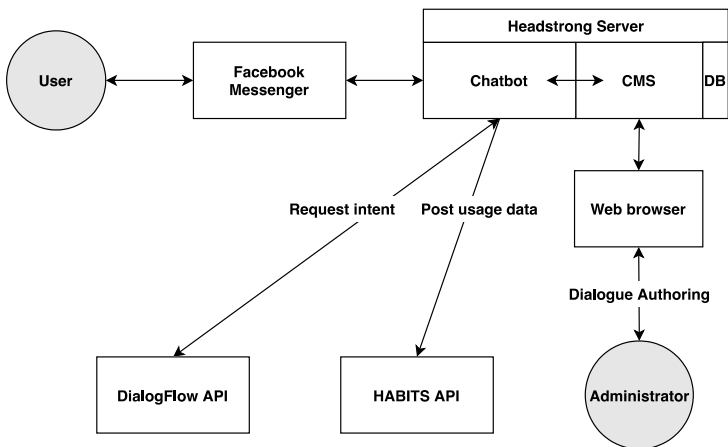 Headstrong Server
User
Facebook
Messenger
Chatbot
CMS
DB
Request intent
Post usage data
Web browser
Dialogue Authoring
DialogFlow API
HABITS API
Administrator